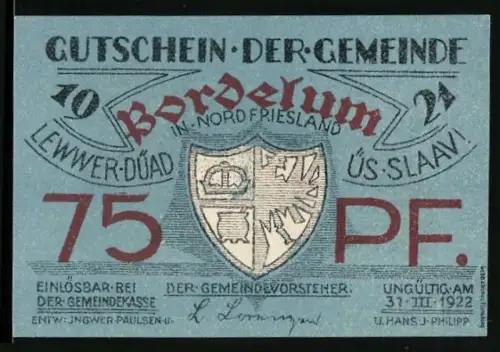 GUTSCHEIN·DER·GEMEINDE
10 21
Bordelum
IN·NORDFRIESLAND
LEWWER·DÜAD ÜS·SLAAV!
75 PF.
EINLÖSBAR·BEI DER·GEMEINDEVORSTEHER: UNGÜLTIG·AM
DER·GEMEINDEKASSE L. Lorenzen 31·III·1922
ENTW: INGWER·PAULSEN·U· U. HANS·J·PHILIPP